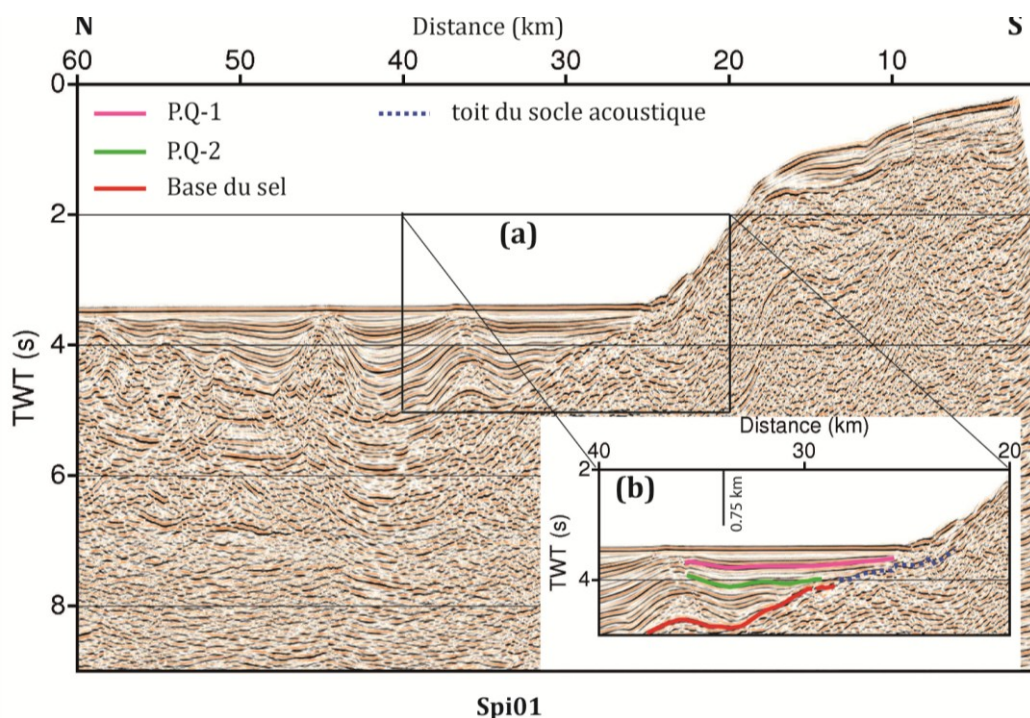 N Distance (km) S
60 50 40 30 20 10
0
P.Q-1 toit du socle acoustique
P.Q-2
Base du sel
2
(a)
TWT (s)
4
6
8
Distance (km)
40 30 20
2
(b)
0.75 km
TWT (s)
4
Spi01